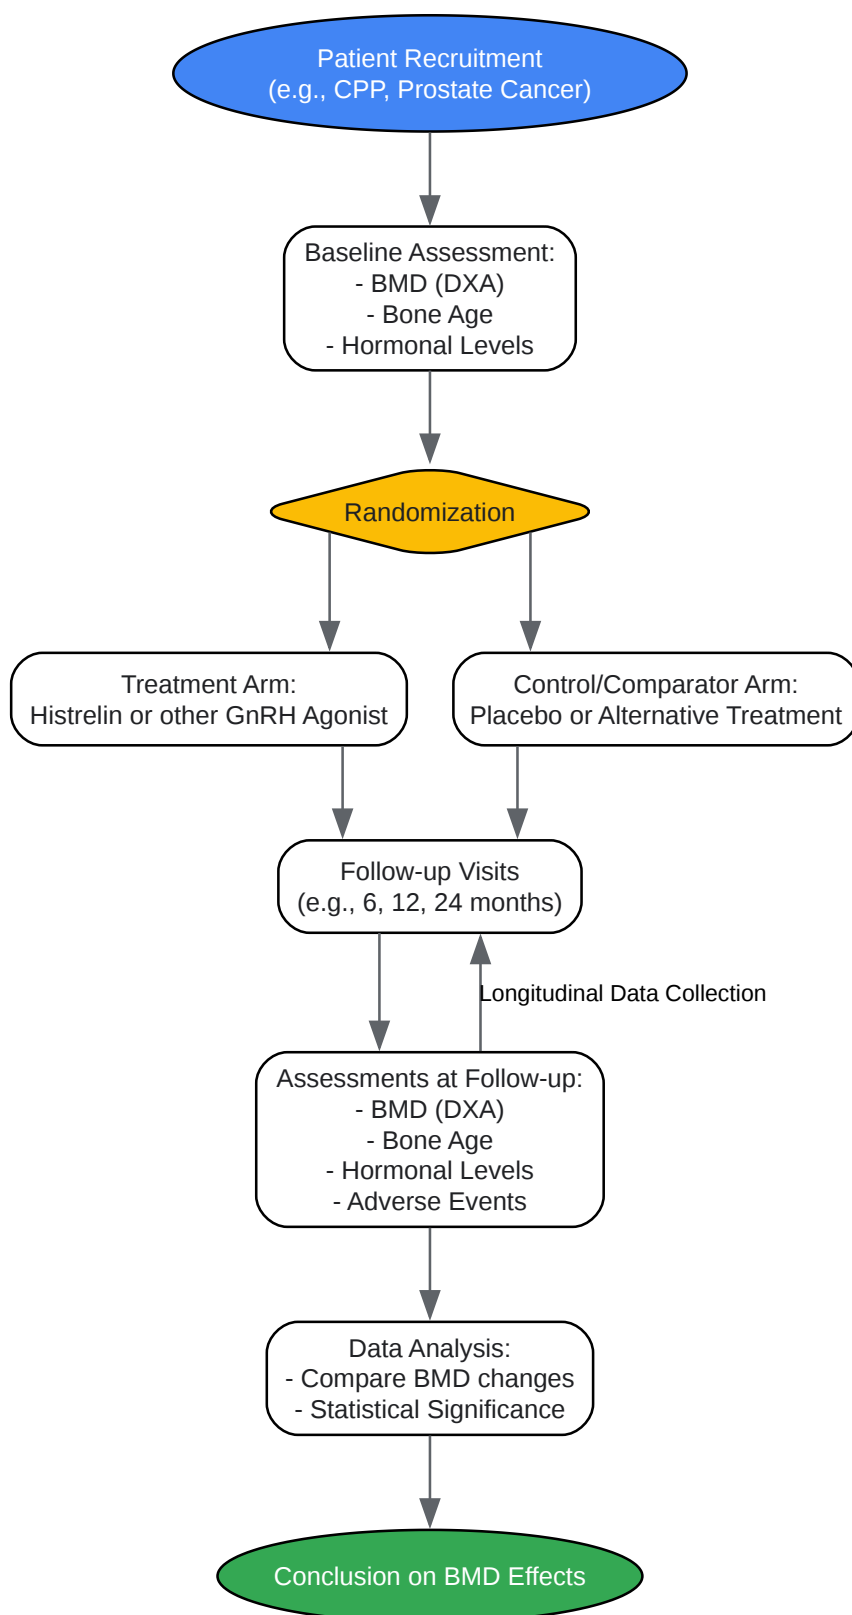 Patient Recruitment
(e.g., CPP, Prostate Cancer)
Baseline Assessment:
- BMD (DXA)
- Bone Age
- Hormonal Levels
Randomization
Treatment Arm:
Histrelin or other GnRH Agonist
Control/Comparator Arm:
Placebo or Alternative Treatment
Follow-up Visits
(e.g., 6, 12, 24 months)
Longitudinal Data Collection
Assessments at Follow-up:
- BMD (DXA)
- Bone Age
- Hormonal Levels
- Adverse Events
Data Analysis:
- Compare BMD changes
- Statistical Significance
Conclusion on BMD Effects